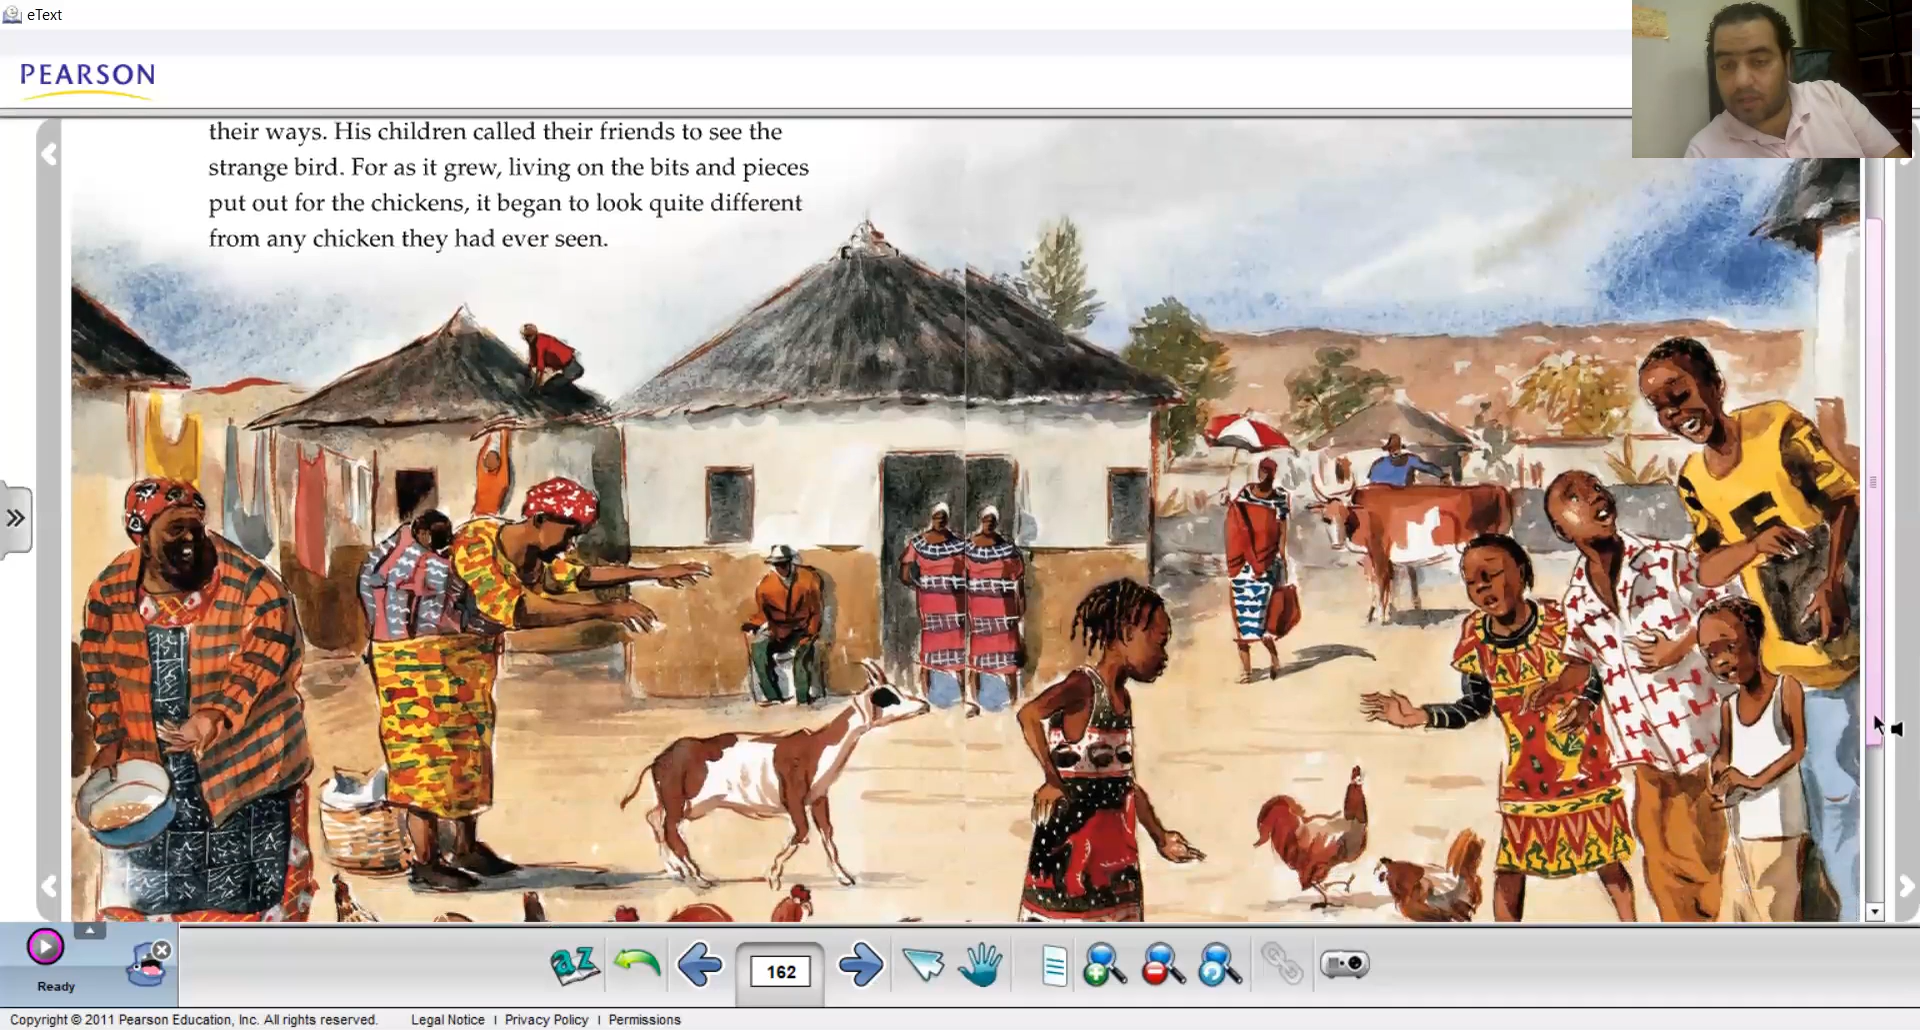 eText
PEARSON
their ways. His children called their friends to see the
strange bird. For as it grew, living on the bits and pieces
put out for the chickens, it began to look quite different
from any chicken they had ever seen.
az
162
Ready
Copyright © 2011 Pearson Education, Inc. All rights reserved. Legal Notice | Privacy Policy | Permissions